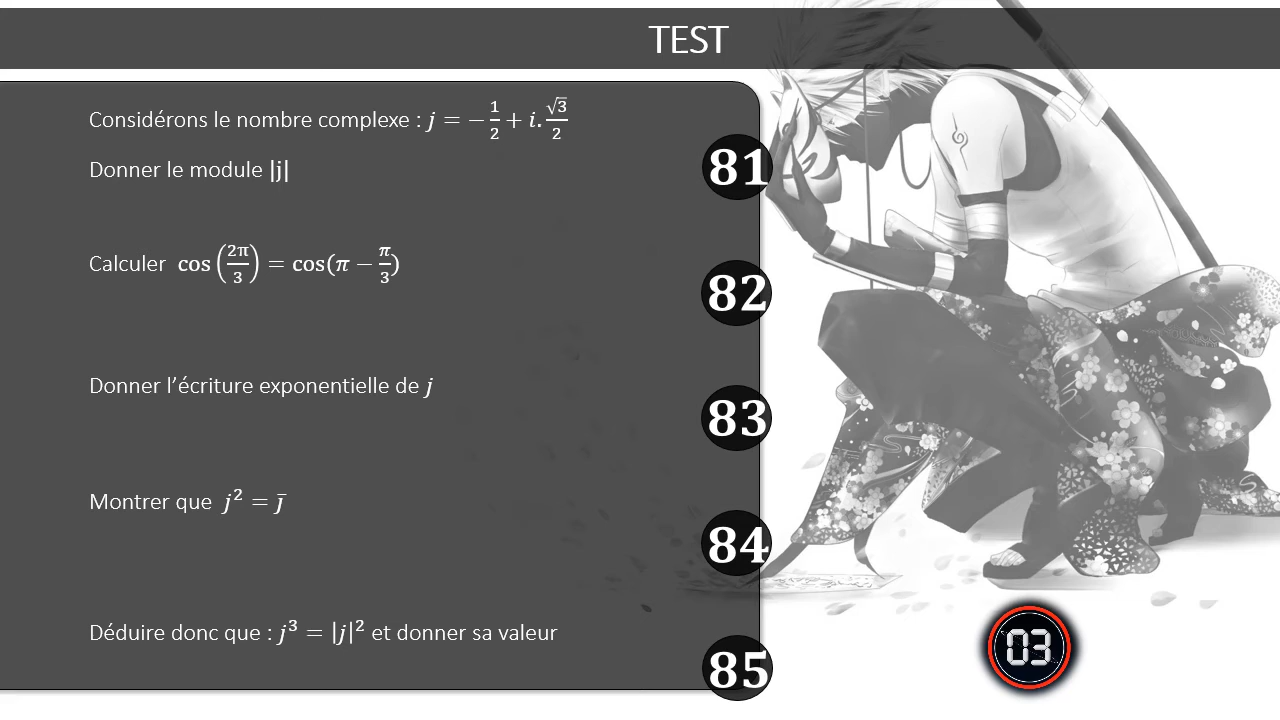 TEST
Considérons le nombre complexe : j = −1/2 + i.√3/2
Donner le module |j|
81
Calculer cos(2π/3) = cos(π − π/3)
82
Donner l’écriture exponentielle de j
83
Montrer que j² = j̄
84
Déduire donc que : j³ = |j|² et donner sa valeur
85
03